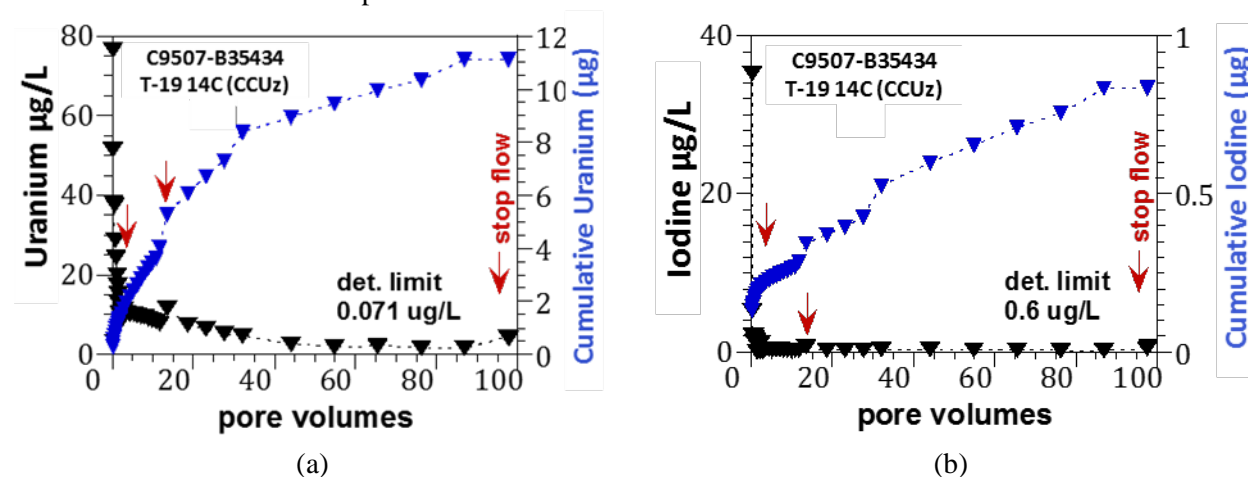 80
60
40
20
0
Uranium µg/L
C9507-B35434
T-19 14C (CCUz)
det. limit
0.071 ug/L
stop flow
12
10
8
6
4
2
0
Cumulative Uranium (µg)
0 20 40 60 80 100
pore volumes
(a)
40
20
0
Iodine µg/L
C9507-B35434
T-19 14C (CCUz)
det. limit
0.6 ug/L
stop flow
1
0.5
0
Cumulative Iodine (µg)
0 20 40 60 80 100
pore volumes
(b)